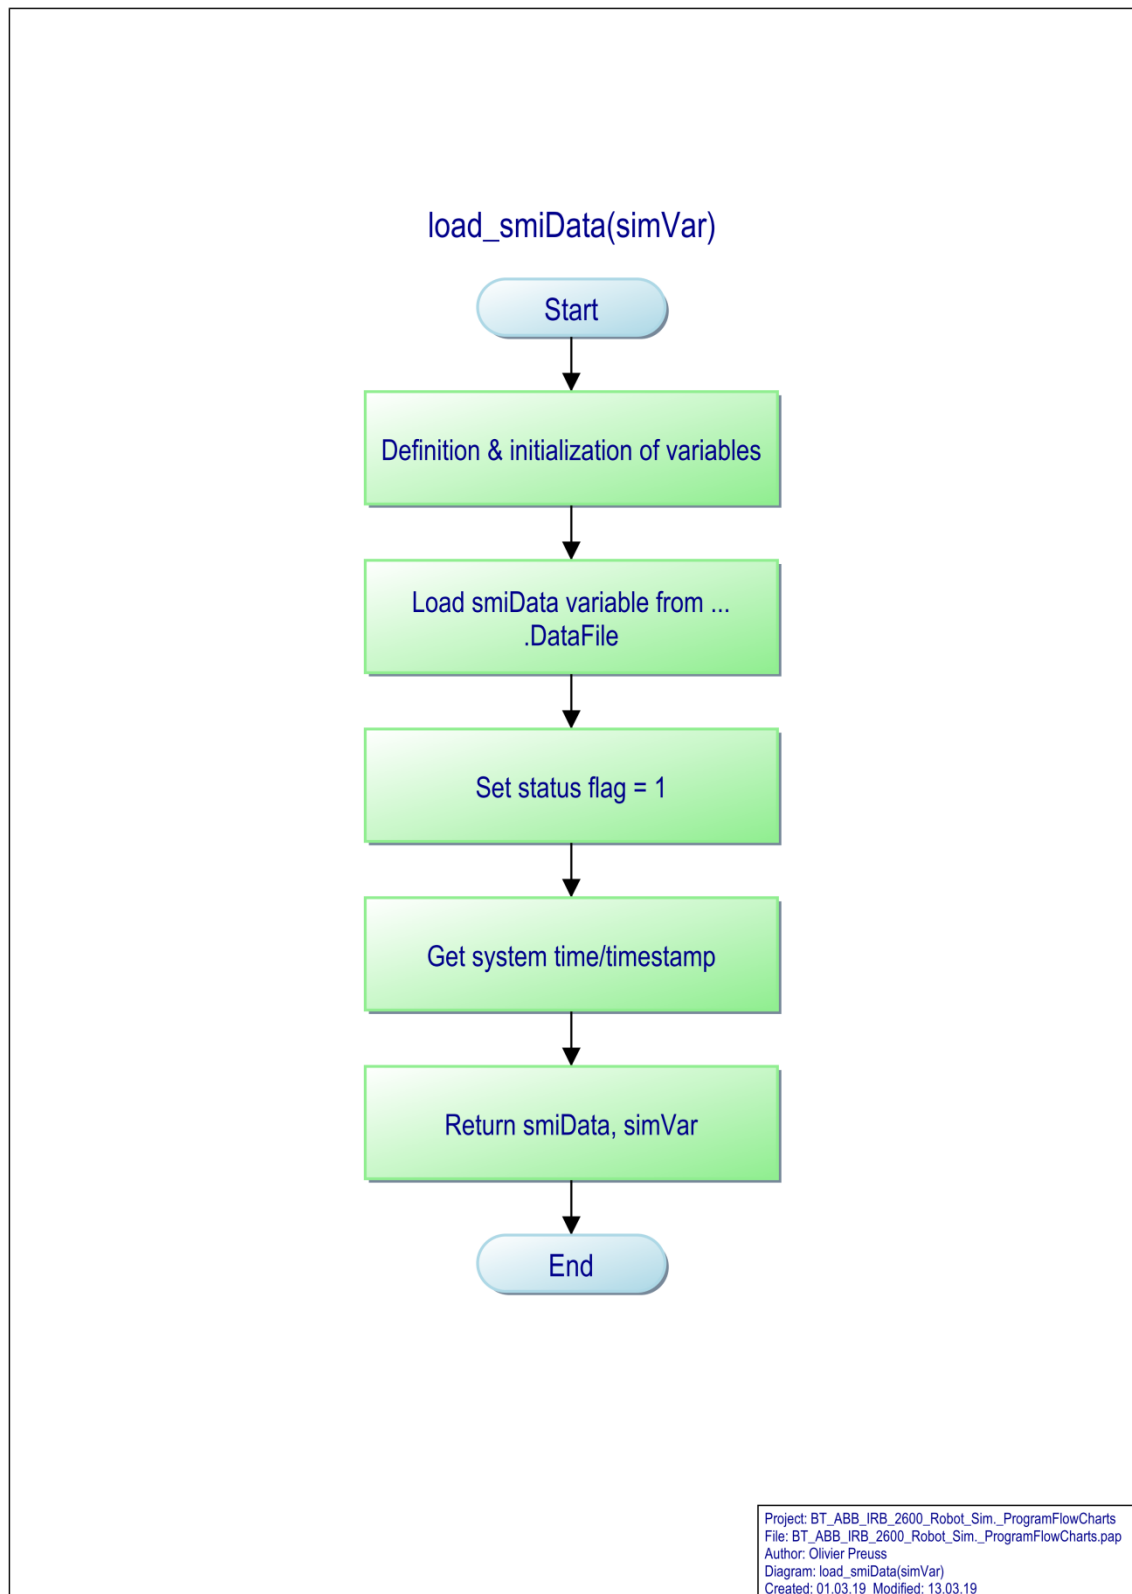 load_smiData(simVar)
Start
Definition & initialization of variables
Load smiData variable from ...
.DataFile
Set status flag = 1
Get system time/timestamp
Return smiData, simVar
End
Project: BT_ABB_IRB_2600_Robot_Sim._ProgramFlowCharts
File: BT_ABB_IRB_2600_Robot_Sim._ProgramFlowCharts.pap
Author: Olivier Preuss
Diagram: load_smiData(simVar)
Created: 01.03.19 Modified: 13.03.19